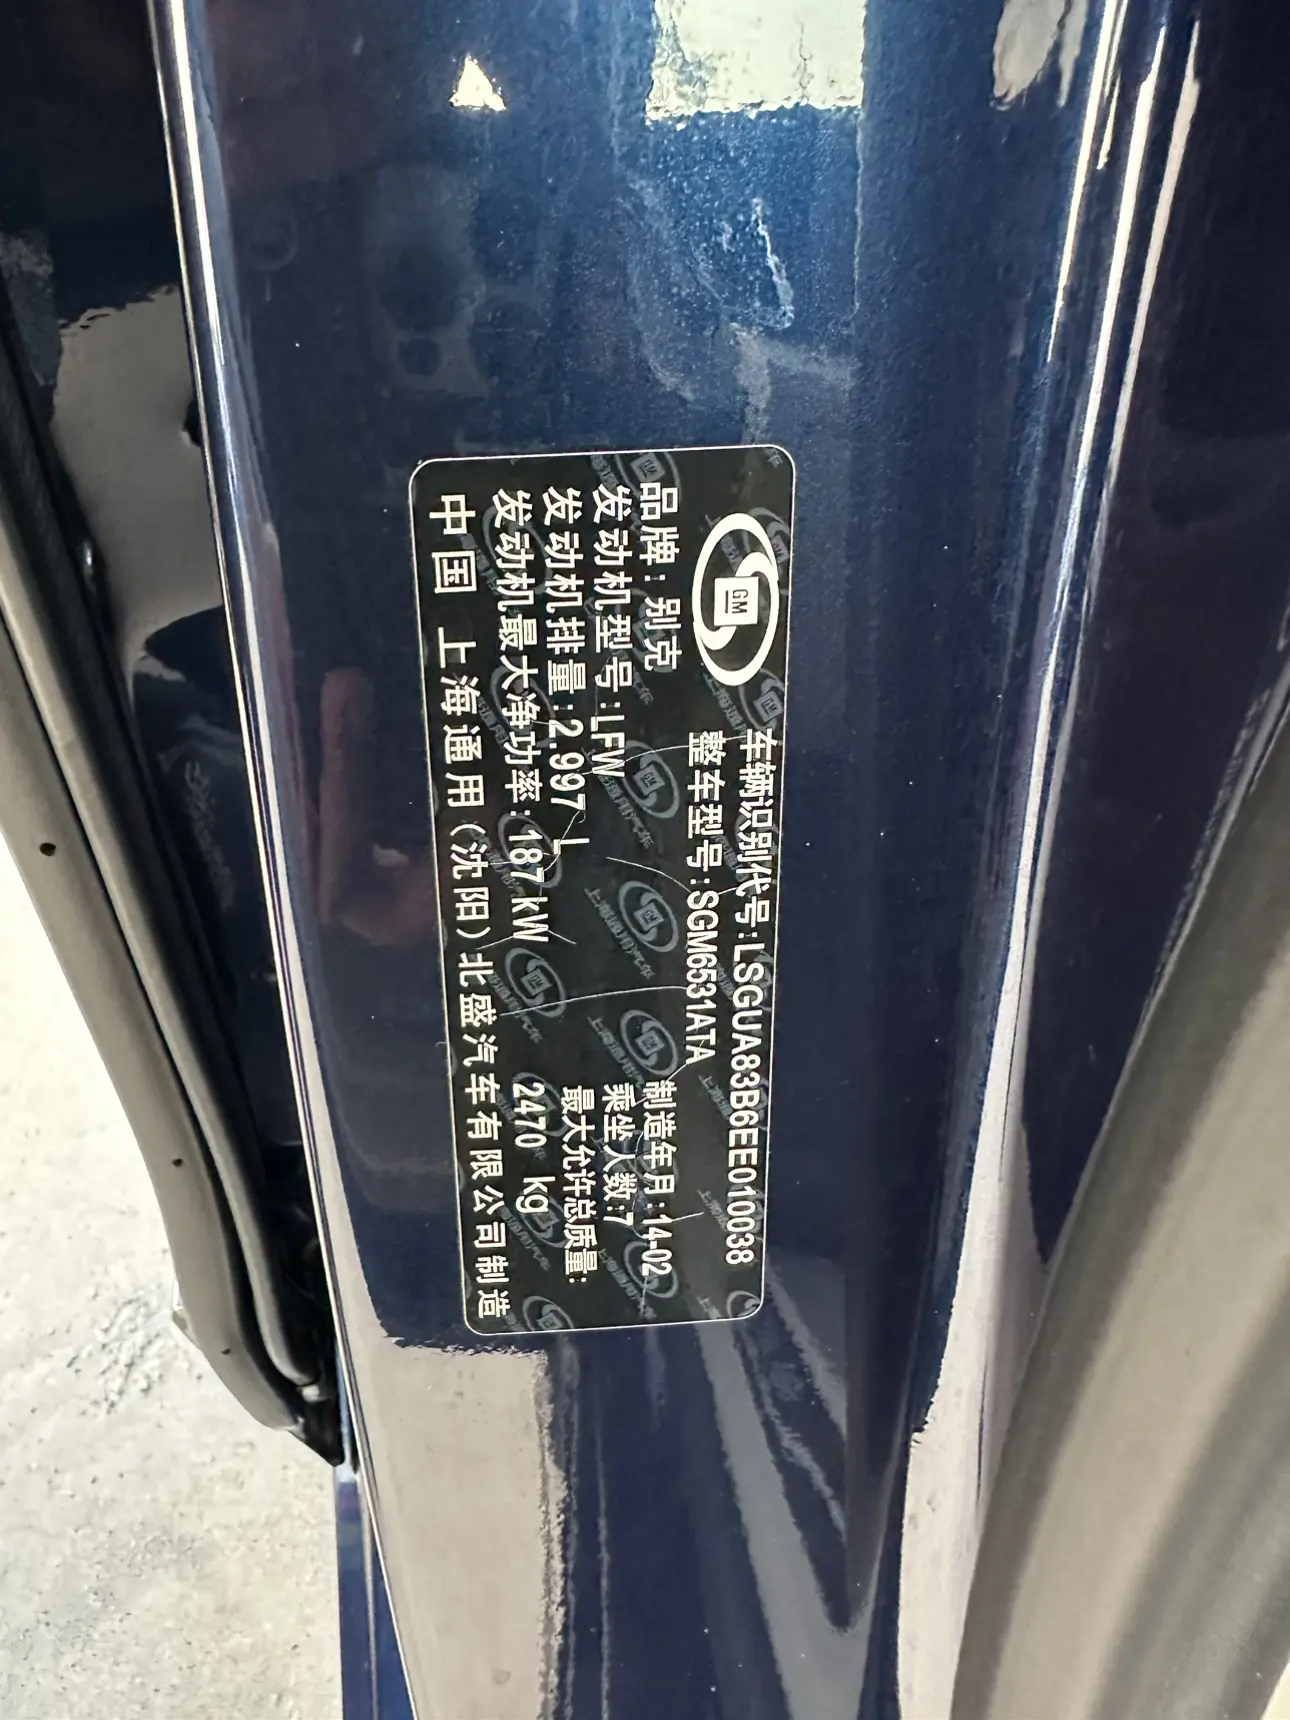 GM
车辆识别代号:LSGUA83B6EE010038
整车型号:SGM6531ATA
品牌:别克
制造年月:14-02
发动机型号:LFW
乘坐人数:7
发动机排量:2.997 L
最大允许总质量:
发动机最大净功率:187 kW
2470 kg
中国 上海通用(沈阳)北盛汽车有限公司制造